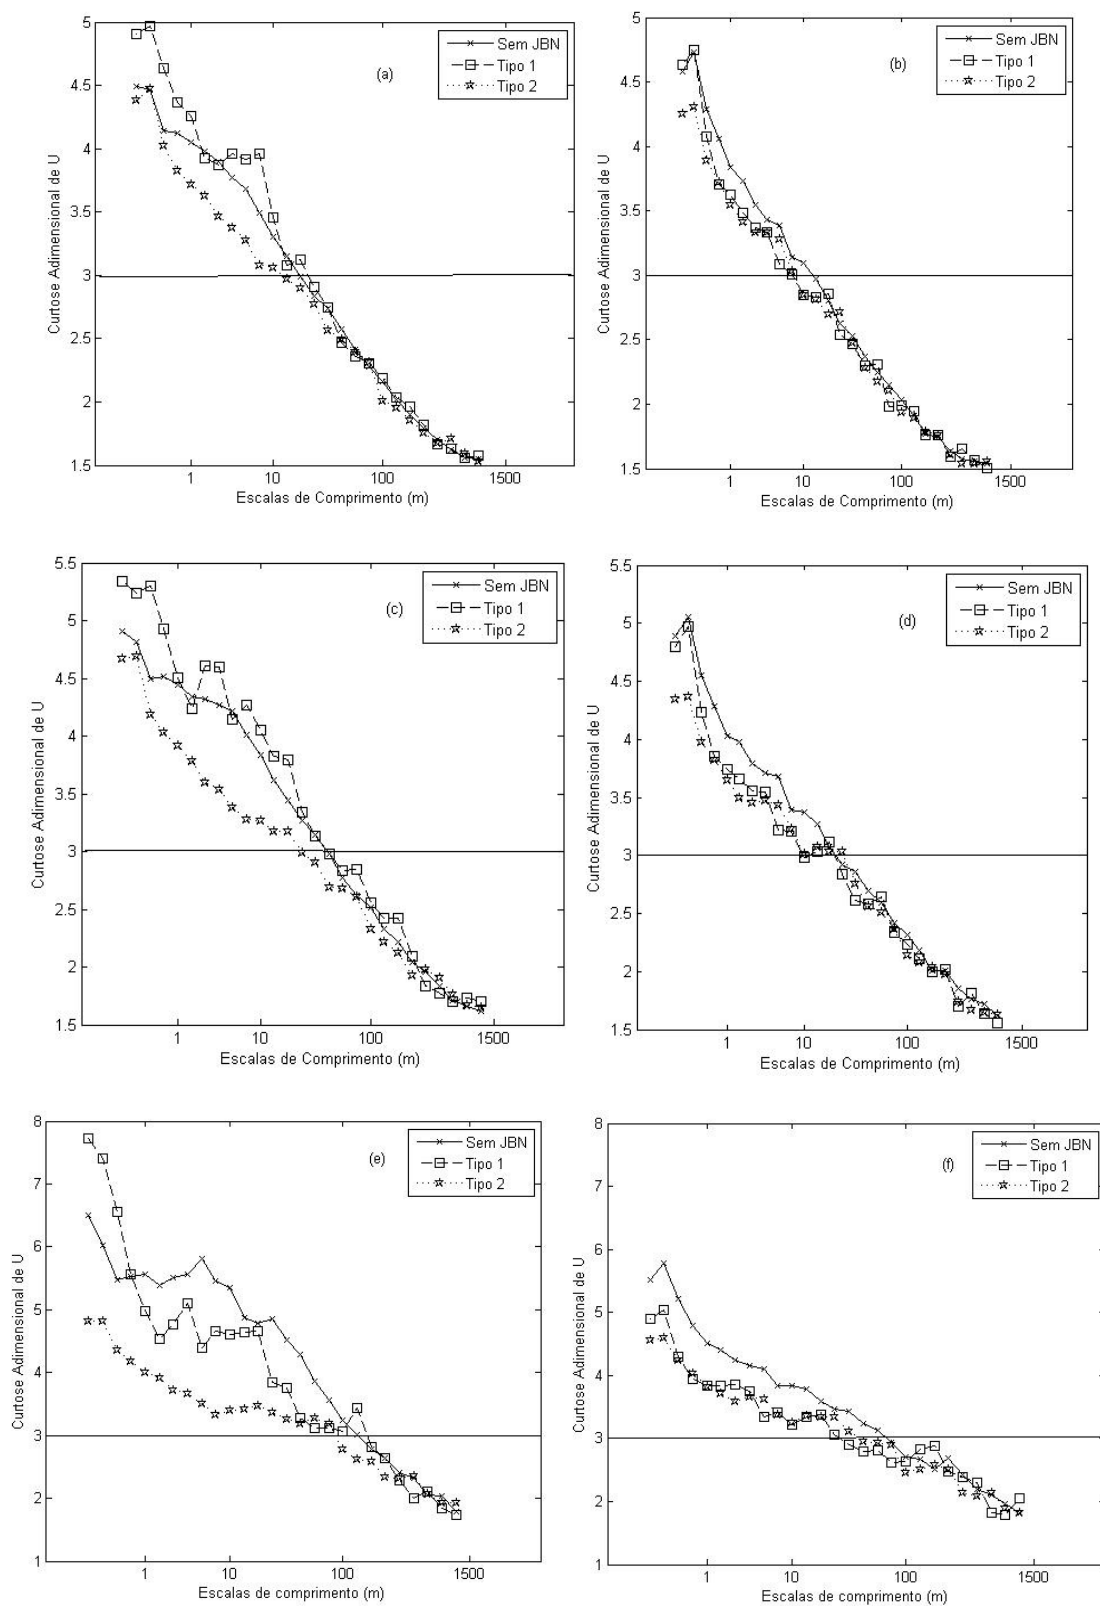 5
4.5
4
3.5
3
2.5
2
1.5
Curtose Adimensional de U
(a)
Sem JBN
Tipo 1
Tipo 2
1 10 100 1500
Escalas de Comprimento (m)
5
4.5
4
3.5
3
2.5
2
1.5
Curtose Adimensional de U
(b)
Sem JBN
Tipo 1
Tipo 2
1 10 100 1500
Escalas de Comprimento (m)
5.5
5
4.5
4
3.5
3
2.5
2
1.5
Curtose Adimensional de U
(c)
Sem JBN
Tipo 1
Tipo 2
1 10 100 1500
Escalas de Comprimento (m)
5.5
5
4.5
4
3.5
3
2.5
2
1.5
Curtose Adimensional de U
(d)
Sem JBN
Tipo 1
Tipo 2
1 10 100 1500
Escalas de Comprimento (m)
8
7
6
5
4
3
2
1
Curtose Adimensional de U
(e)
Sem JBN
Tipo 1
Tipo 2
1 10 100 1500
Escalas de comprimento (m)
8
7
6
5
4
3
2
1
Curtose Adimensional de U
(f)
Sem JBN
Tipo 1
Tipo 2
1 10 100 1500
Escalas de comprimento (m)